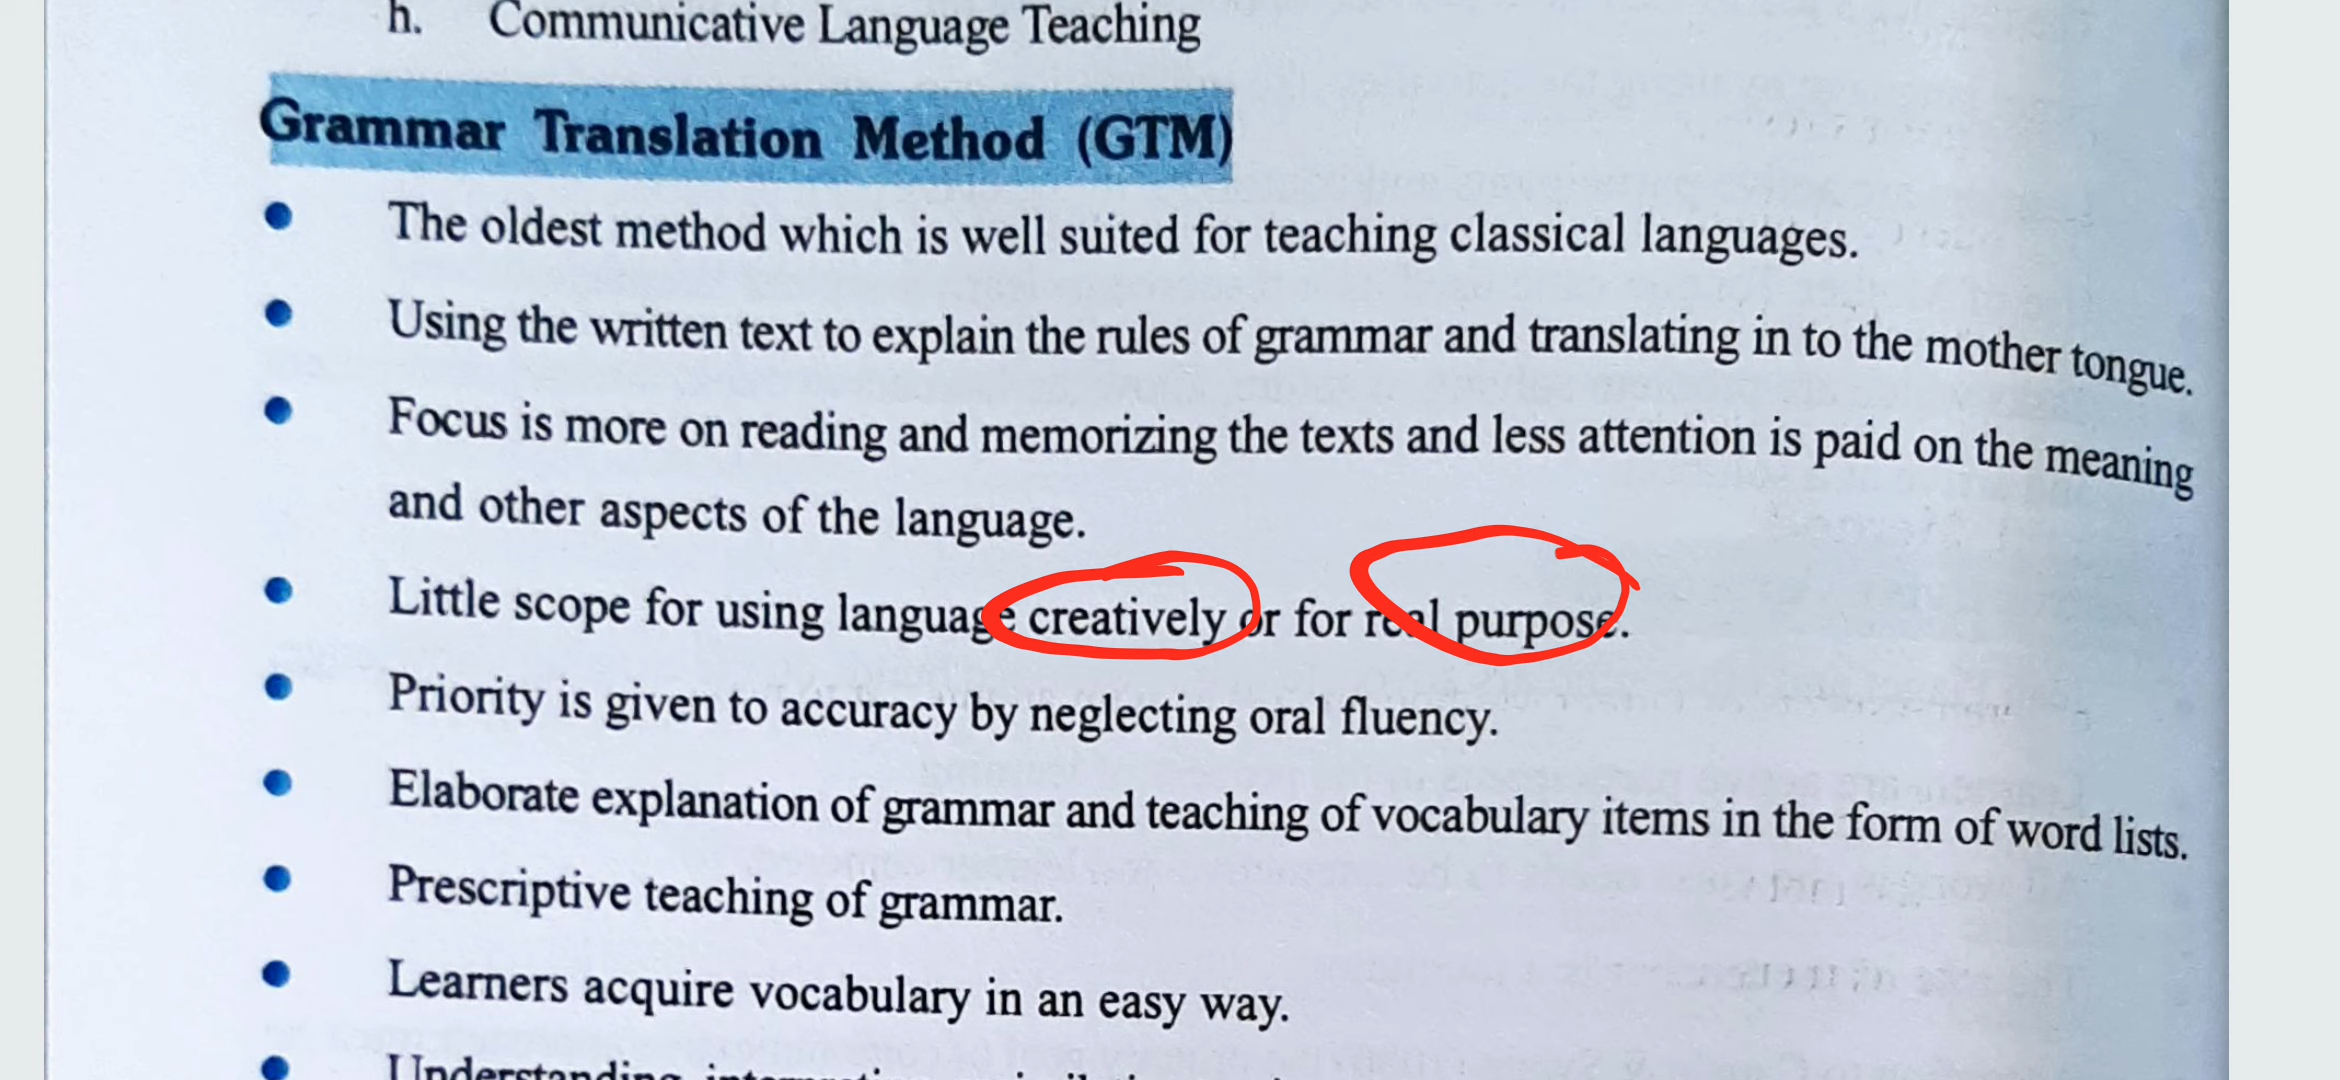 h. Communicative Language Teaching
Grammar Translation Method (GTM)
• The oldest method which is well suited for teaching classical languages.
• Using the written text to explain the rules of grammar and translating in to the mother tongue.
• Focus is more on reading and memorizing the texts and less attention is paid on the meaning
and other aspects of the language.
• Little scope for using language creatively or for real purpose.
• Priority is given to accuracy by neglecting oral fluency.
• Elaborate explanation of grammar and teaching of vocabulary items in the form of word lists.
• Prescriptive teaching of grammar.
• Learners acquire vocabulary in an easy way.
• Understanding